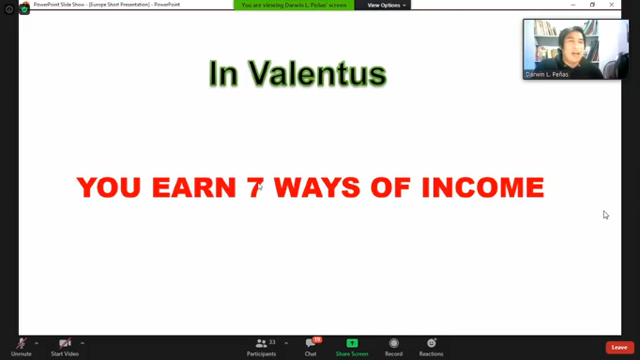 PowerPoint Slide Show - [Europe Short Presentation] - PowerPoint
You are viewing Darwin L. Peñas' screen
View Options
In Valentus
YOU EARN 7 WAYS OF INCOME
Darwin L. Peñas
Unmute
Start Video
33
Participants
19
Chat
Share Screen
Record
Reactions
Leave